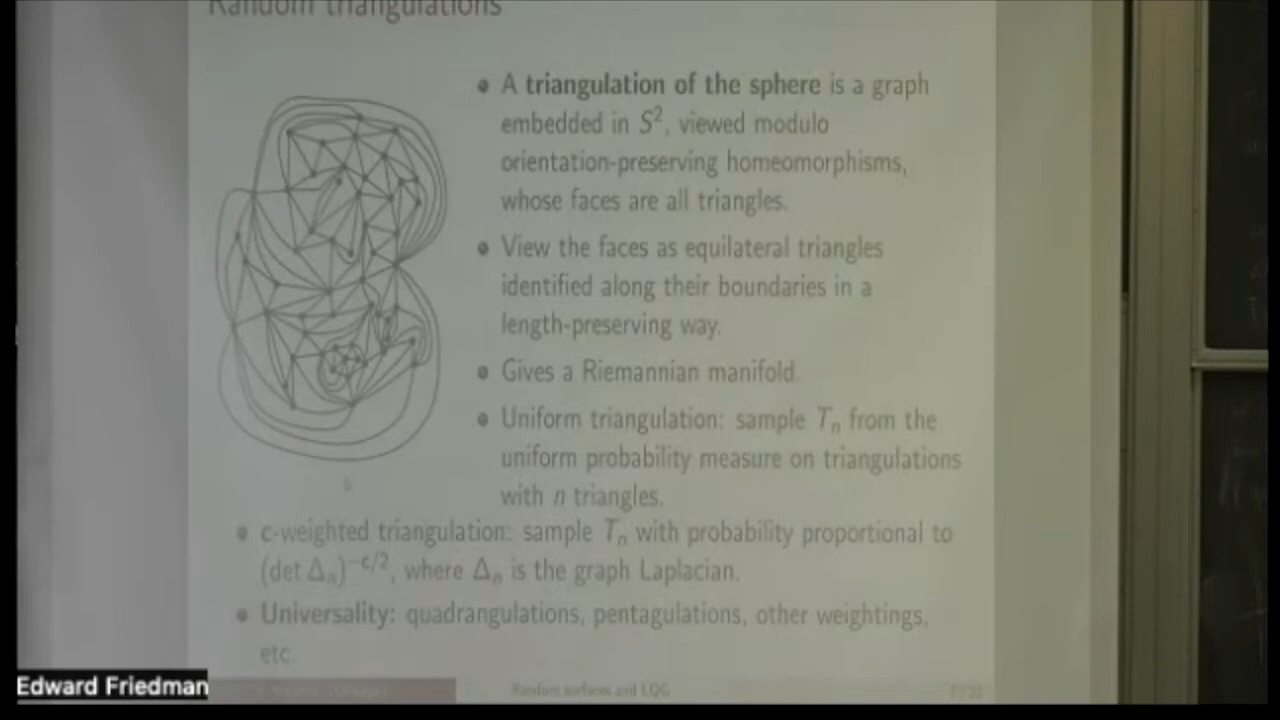 Random triangulations
• A triangulation of the sphere is a graph
embedded in S², viewed modulo
orientation-preserving homeomorphisms,
whose faces are all triangles.
• View the faces as equilateral triangles
identified along their boundaries in a
length-preserving way.
• Gives a Riemannian manifold.
• Uniform triangulation: sample Tₙ from the
uniform probability measure on triangulations
with n triangles.
• c-weighted triangulation: sample Tₙ with probability proportional to
(det Δₙ)^{-c/2}, where Δₙ is the graph Laplacian.
• Universality: quadrangulations, pentagulations, other weightings,
etc.
Edward Friedman
Random surfaces and LQG